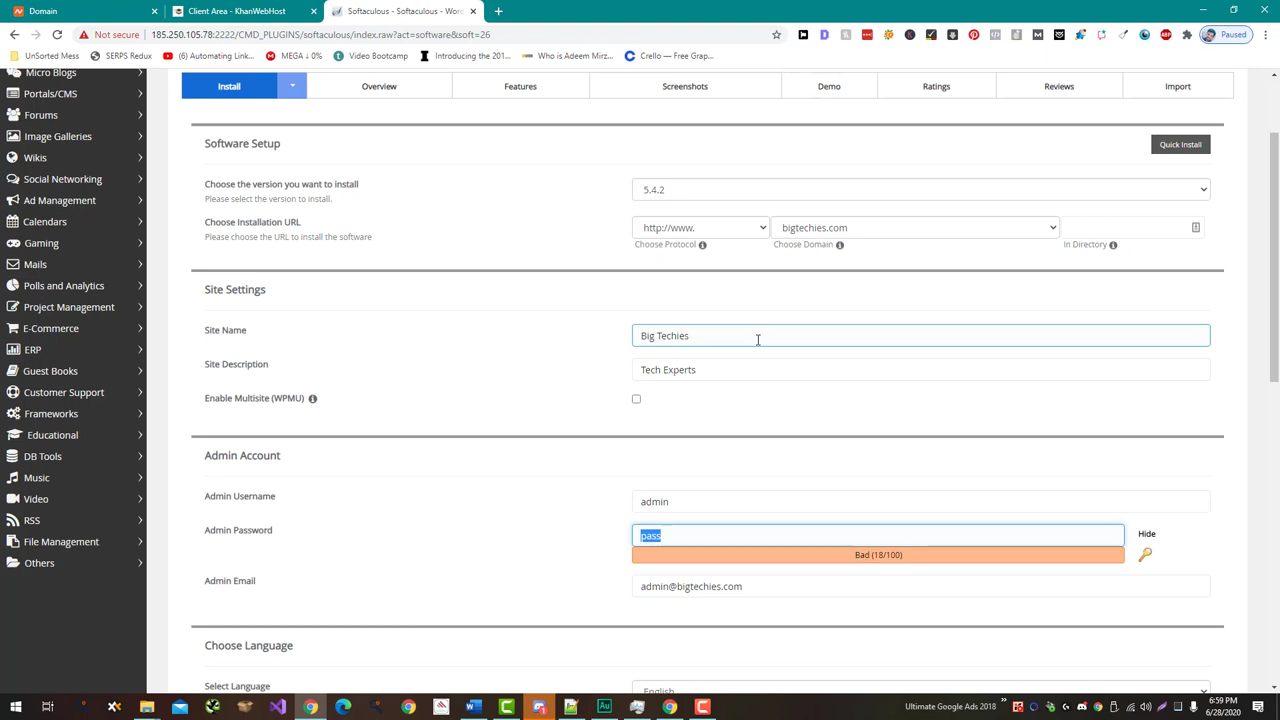 Domain
Client Area - KhanWebHost
Softaculous - Softaculous - Wor
Not secure
185.250.105.78:2222/CMD_PLUGINS/softaculous/index.raw?act=software&soft=26
Paused
UnSorted Mess
SERPS Redux
(2) Automating Link...
MEGA ↓ 0%
Video Bootcamp
Introducing the 201...
Who is Adeem Mirz...
Crello — Free Grap...
Micro Blogs
Portals/CMS
Forums
Image Galleries
Wikis
Social Networking
Ad Management
Calendars
Gaming
Mails
Polls and Analytics
Project Management
E-Commerce
ERP
Guest Books
Customer Support
Frameworks
Educational
DB Tools
Music
Video
RSS
File Management
Others
Install
Overview
Features
Screenshots
Demo
Ratings
Reviews
Import
Software Setup
Quick Install
Choose the version you want to install
Please select the version to install.
5.4.2
Choose Installation URL
Please choose the URL to install the software
http://www.
bigtechies.com
Choose Protocol
Choose Domain
In Directory
Site Settings
Site Name
Big Techies
Site Description
Tech Experts
Enable Multisite (WPMU)
Admin Account
Admin Username
admin
Admin Password
pass
Hide
Bad (18/100)
Admin Email
admin@bigtechies.com
Choose Language
Select Language
English
Ultimate Google Ads 2018
6:59 PM
6/28/2020